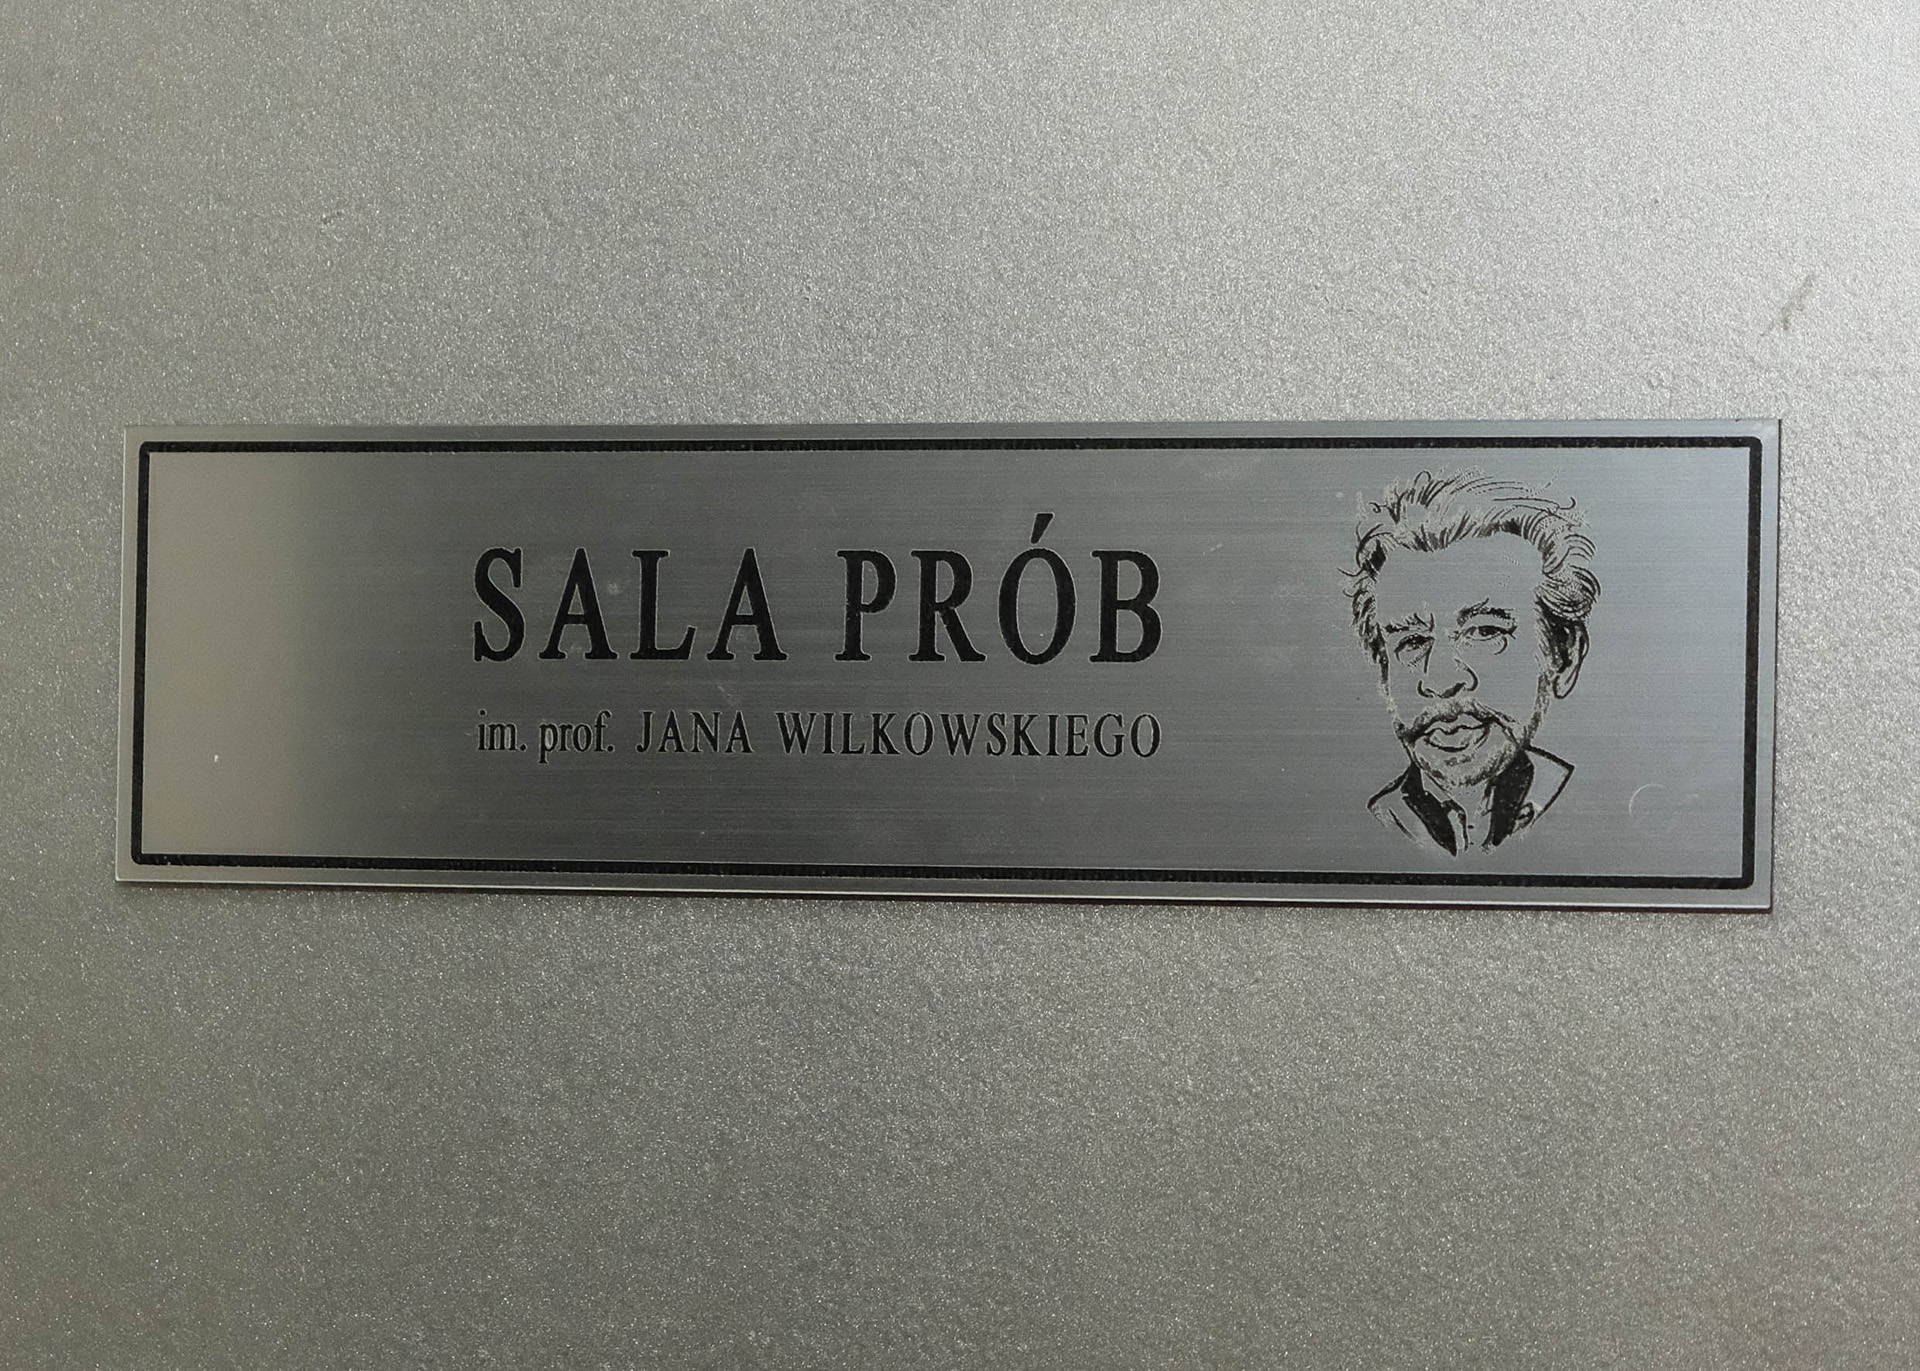 SALA PRÓB
im. prof. JANA WILKOWSKIEGO